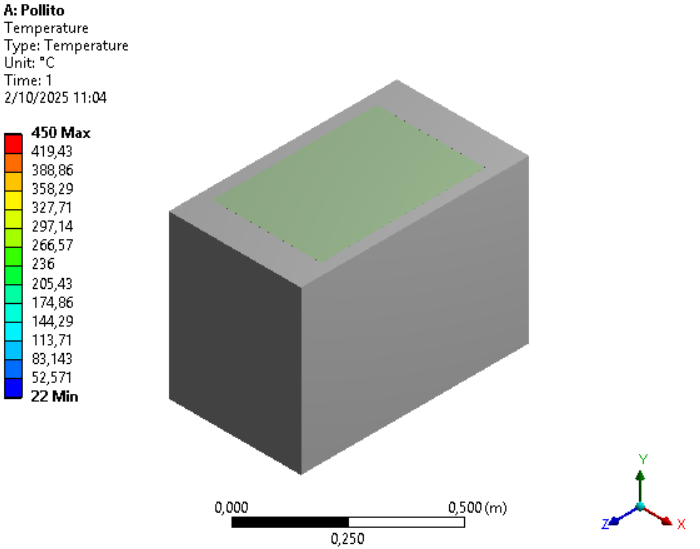 A: Pollito
Temperature
Type: Temperature
Unit: °C
Time: 1
2/10/2025 11:04
450 Max
419,43
388,86
358,29
327,71
297,14
266,57
236
205,43
174,86
144,29
113,71
83,143
52,571
22 Min
0,000
0,500 (m)
0,250
Y
Z
X